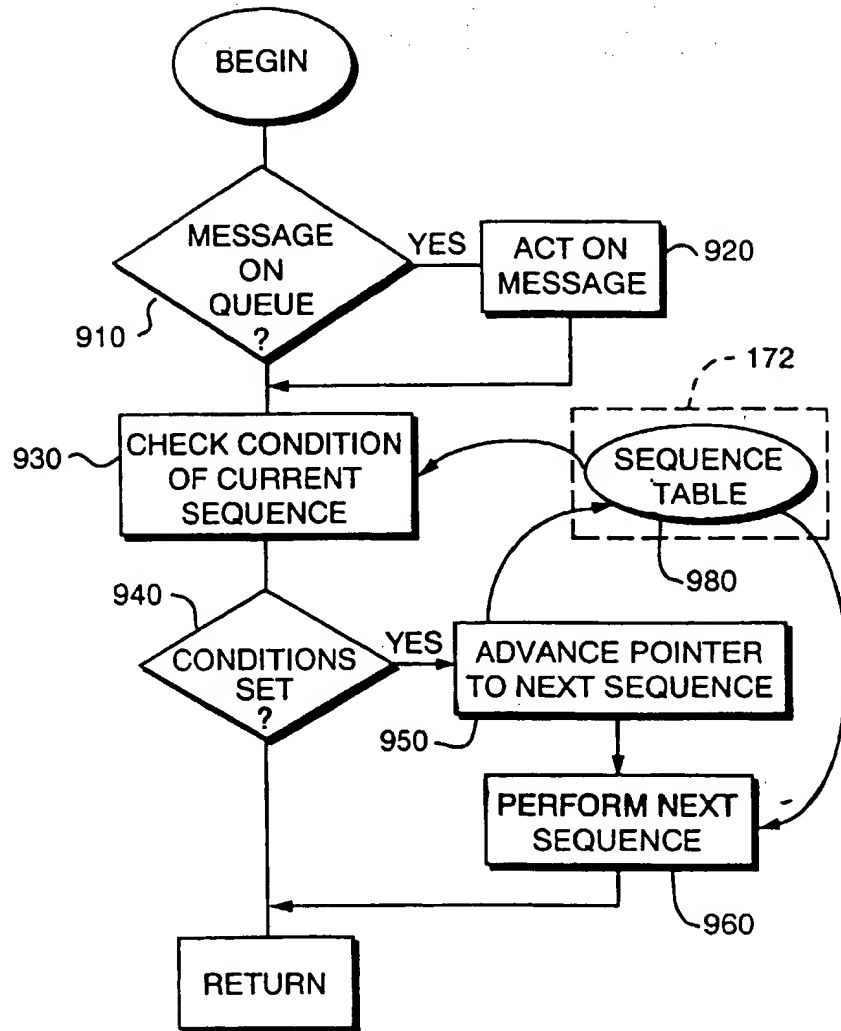 BEGIN
MESSAGE
ON
QUEUE
?
910
YES
ACT ON
MESSAGE
920
172
930
CHECK CONDITION
OF CURRENT
SEQUENCE
SEQUENCE
TABLE
980
940
CONDITIONS
SET
?
YES
ADVANCE POINTER
TO NEXT SEQUENCE
950
PERFORM NEXT
SEQUENCE
960
RETURN